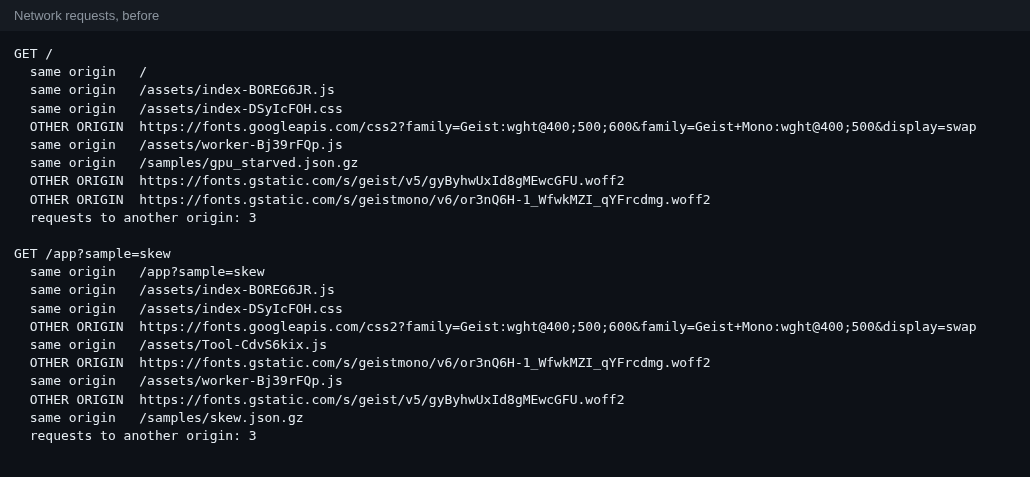 Network requests, before
GET /
same origin   /
same origin   /assets/index-BOREG6JR.js
same origin   /assets/index-DSyIcFOH.css
OTHER ORIGIN  https://fonts.googleapis.com/css2?family=Geist:wght@400;500;600&family=Geist+Mono:wght@400;500&display=swap
same origin   /assets/worker-Bj39rFQp.js
same origin   /samples/gpu_starved.json.gz
OTHER ORIGIN  https://fonts.gstatic.com/s/geist/v5/gyByhwUxId8gMEwcGFU.woff2
OTHER ORIGIN  https://fonts.gstatic.com/s/geistmono/v6/or3nQ6H-1_WfwkMZI_qYFrcdmg.woff2
requests to another origin: 3
GET /app?sample=skew
same origin   /app?sample=skew
same origin   /assets/index-BOREG6JR.js
same origin   /assets/index-DSyIcFOH.css
OTHER ORIGIN  https://fonts.googleapis.com/css2?family=Geist:wght@400;500;600&family=Geist+Mono:wght@400;500&display=swap
same origin   /assets/Tool-CdvS6kix.js
OTHER ORIGIN  https://fonts.gstatic.com/s/geistmono/v6/or3nQ6H-1_WfwkMZI_qYFrcdmg.woff2
same origin   /assets/worker-Bj39rFQp.js
OTHER ORIGIN  https://fonts.gstatic.com/s/geist/v5/gyByhwUxId8gMEwcGFU.woff2
same origin   /samples/skew.json.gz
requests to another origin: 3